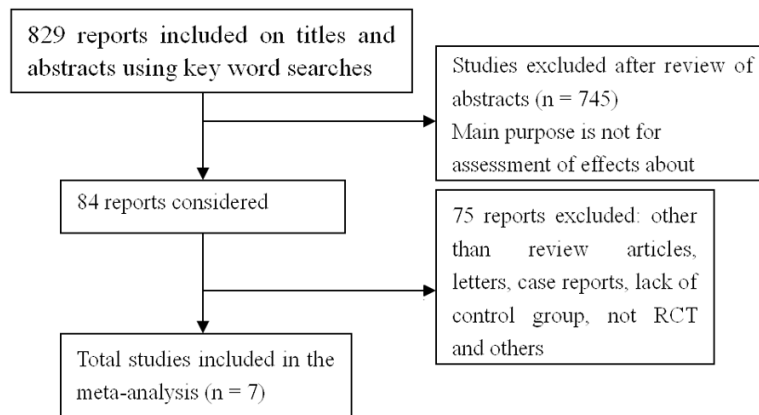 829 reports included on titles and
abstracts using key word searches
Studies excluded after review of
abstracts (n = 745)
Main purpose is not for
assessment of effects about
84 reports considered
75 reports excluded: other
than review articles,
letters, case reports, lack of
control group, not RCT
and others
Total studies included in the
meta-analysis (n = 7)